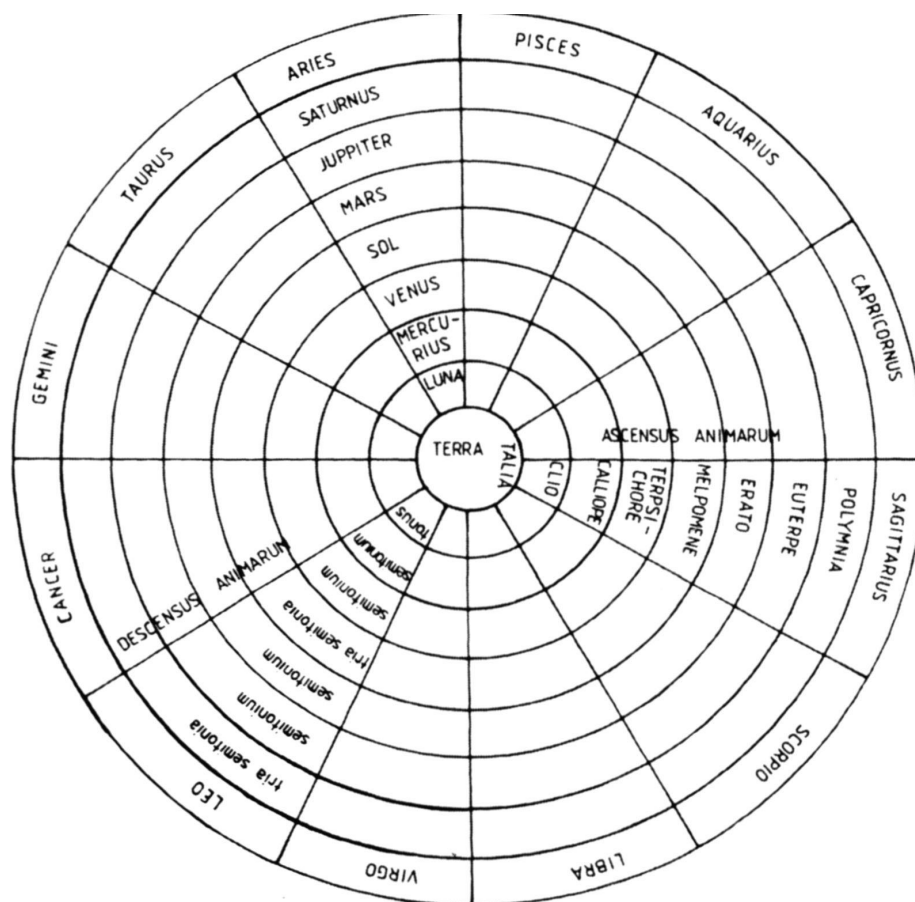 PISCES
ARIES
AQUARIUS
TAURUS
SATURNUS
JUPPITER
MARS
SOL
VENUS
MERCU-
RIUS
LUNA
CAPRICORNUS
GEMINI
TERRA
TALIA
ASCENSUS ANIMARUM
CLIO
CALLIOPE
TERPSI-
CHORE
MELPOMENE
ERATO
EUTERPE
POLYMNIA
SAGITTARIUS
CANCER
DESCENSUS ANIMARUN
tonus
semitonium
semitonium
tria semitonia
semitonium
semitonium
tria semitonia
LEO
VIRGO
LIBRA
SCORPIO